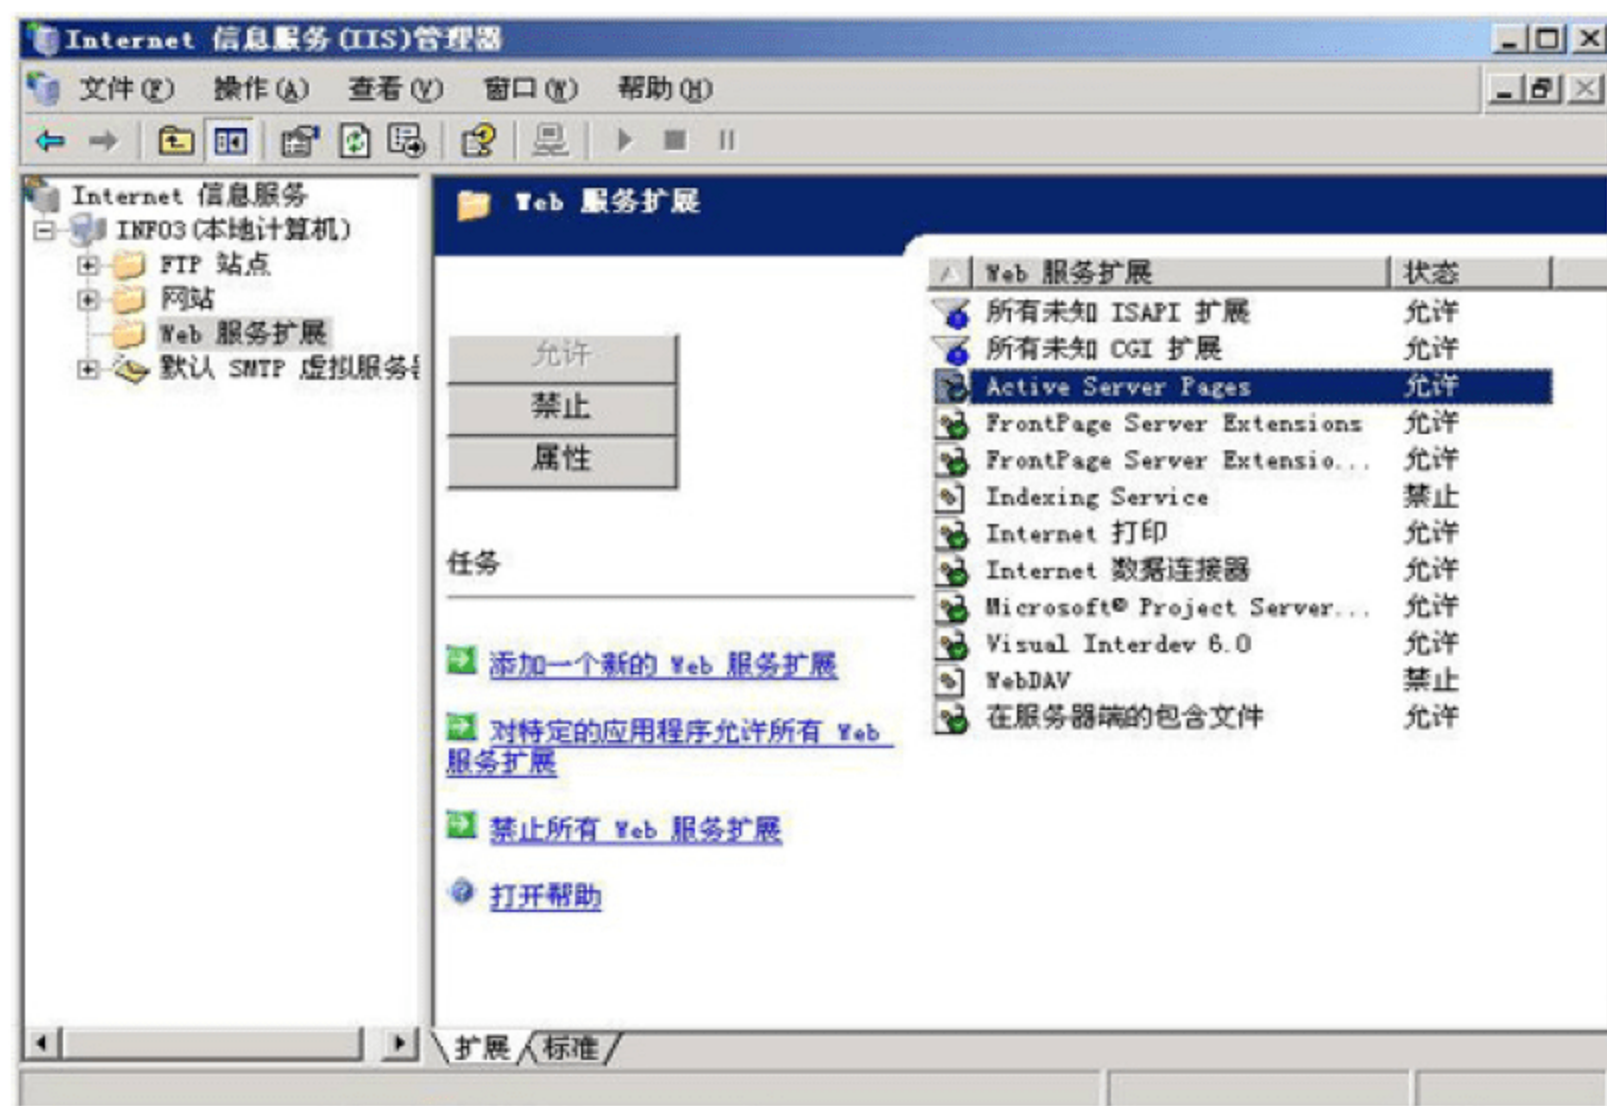 Internet 信息服务(IIS)管理器
文件(F) 操作(A) 查看(V) 窗口(W) 帮助(H)
Internet 信息服务
INFO3(本地计算机)
FTP 站点
网站
Web 服务扩展
默认 SMTP 虚拟服务器
Web 服务扩展
允许
禁止
属性
任务
添加一个新的 Web 服务扩展
对特定的应用程序允许所有 Web
服务扩展
禁止所有 Web 服务扩展
打开帮助
Web 服务扩展 状态
所有未知 ISAPI 扩展 允许
所有未知 CGI 扩展 允许
Active Server Pages 允许
FrontPage Server Extensions 允许
FrontPage Server Extensio... 允许
Indexing Service 禁止
Internet 打印 允许
Internet 数据连接器 允许
Microsoft® Project Server... 允许
Visual Interdev 6.0 允许
WebDAV 禁止
在服务器端的包含文件 允许
扩展 标准